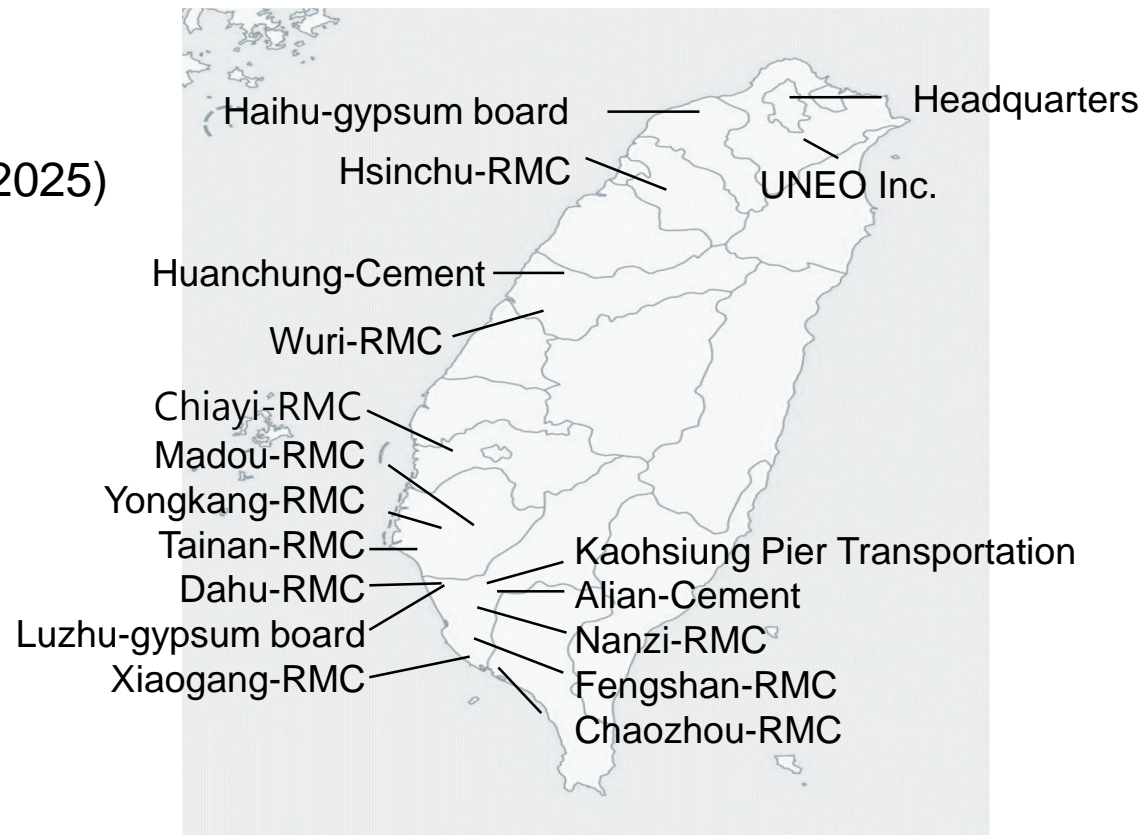 Headquarters
Haihu-gypsum board
2025)
Hsinchu-RMC
UNEO Inc.
Huanchung-Cement
Wuri-RMC
Chiayi-RMC
Madou-RMC
Yongkang-RMC
Tainan-RMC
Dahu-RMC
Luzhu-gypsum board
Xiaogang-RMC
Kaohsiung Pier Transportation
Alian-Cement
Nanzi-RMC
Fengshan-RMC
Chaozhou-RMC